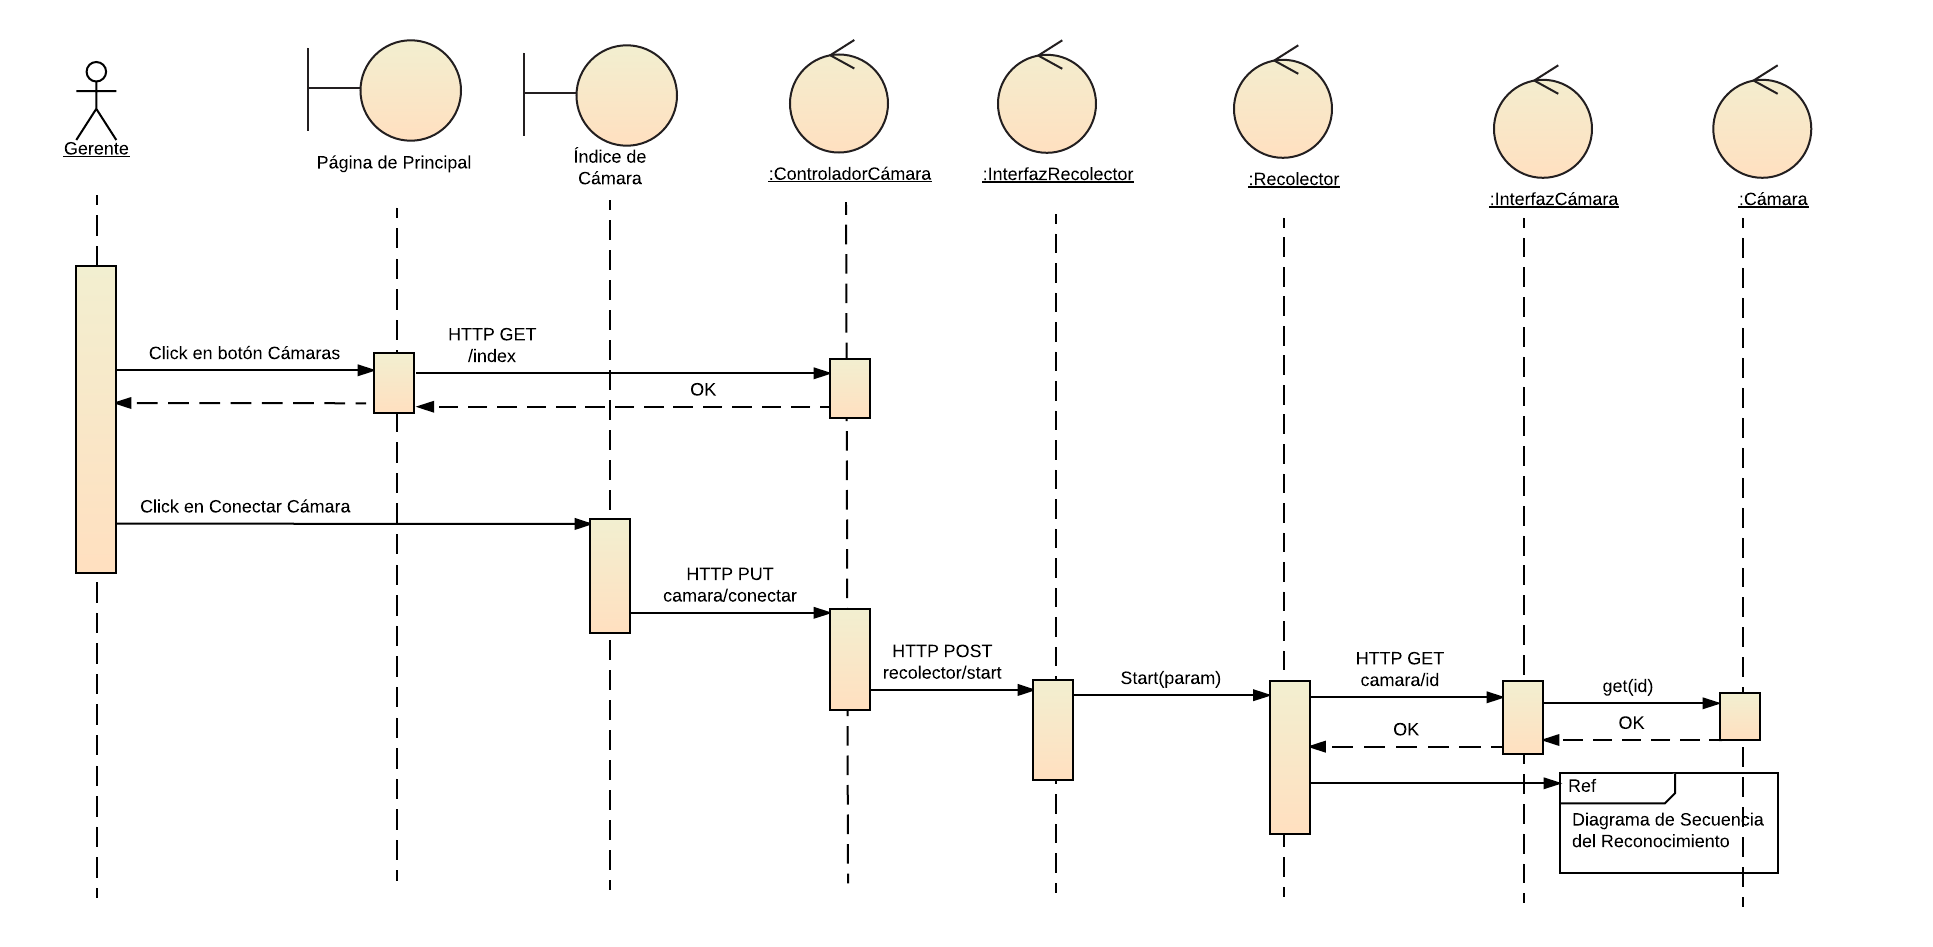 Gerente
Página de Principal
Índice de
Cámara
:ControladorCámara
:InterfazRecolector
:Recolector
:InterfazCámara
:Cámara
Click en botón Cámaras
HTTP GET
/index
OK
Click en Conectar Cámara
HTTP PUT
camara/conectar
HTTP POST
recolector/start
Start(param)
HTTP GET
camara/id
get(id)
OK
OK
Ref
Diagrama de Secuencia
del Reconocimiento